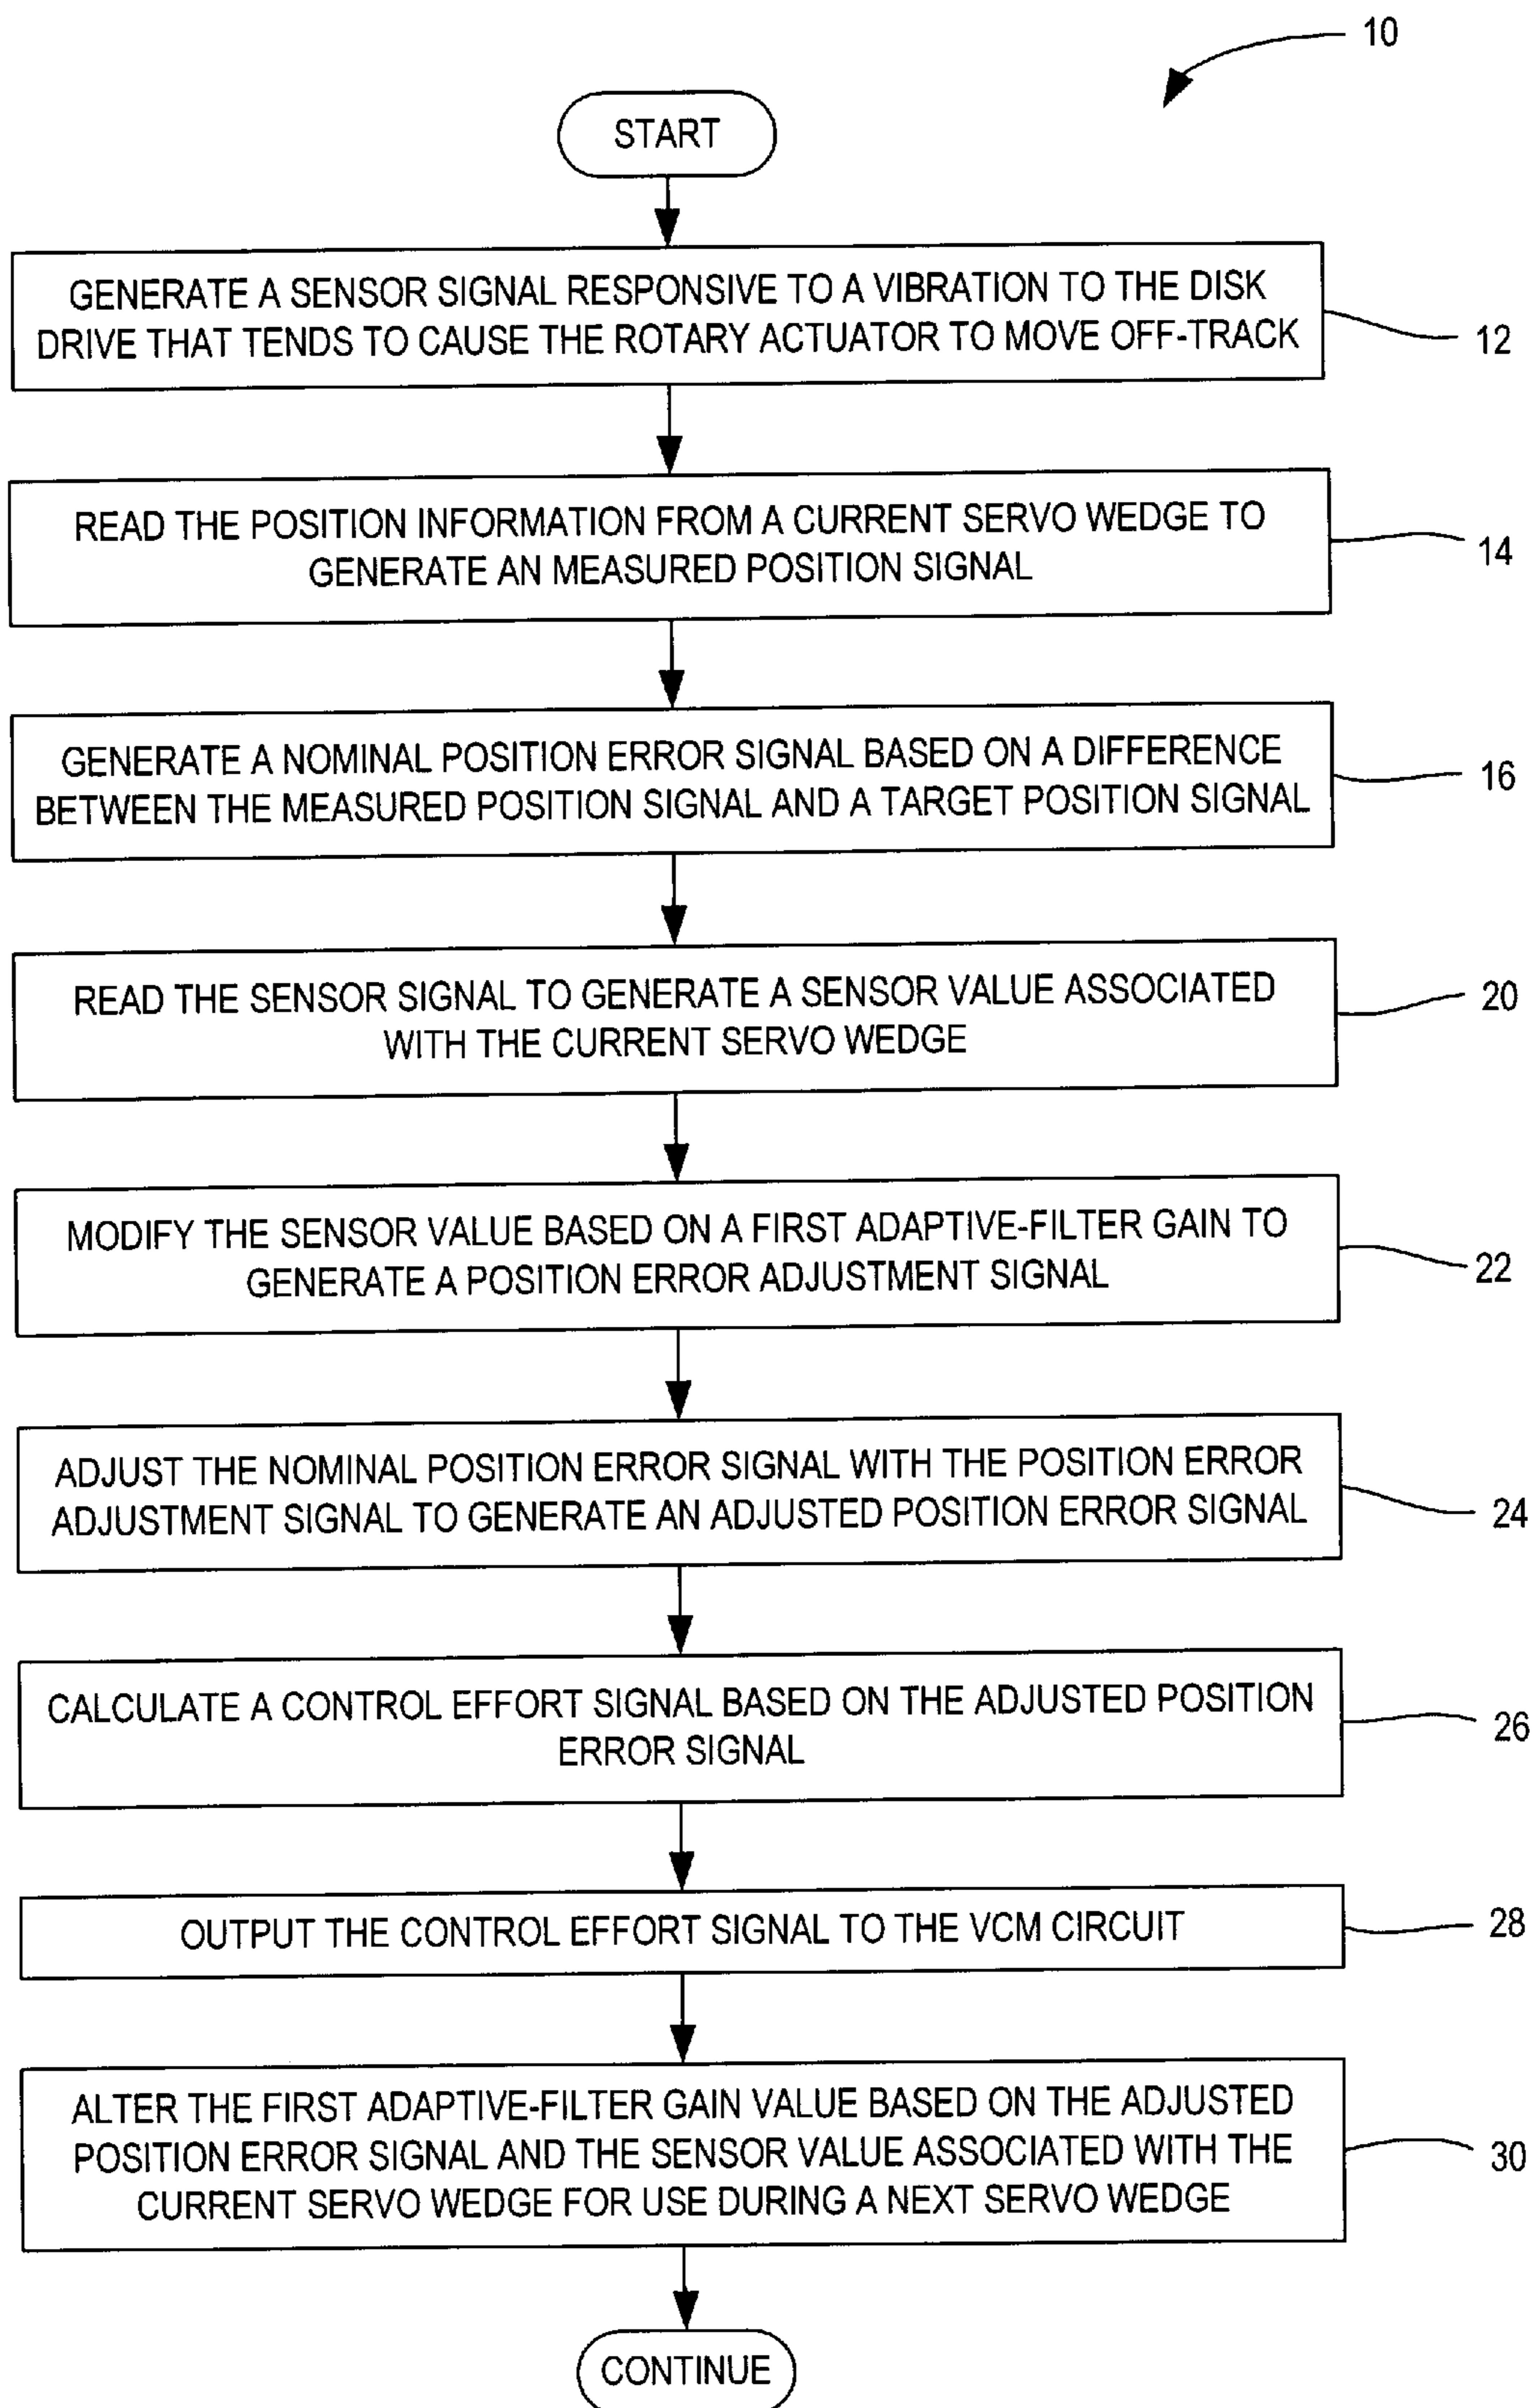 10
START
GENERATE A SENSOR SIGNAL RESPONSIVE TO A VIBRATION TO THE DISK
DRIVE THAT TENDS TO CAUSE THE ROTARY ACTUATOR TO MOVE OFF-TRACK
12
READ THE POSITION INFORMATION FROM A CURRENT SERVO WEDGE TO
GENERATE AN MEASURED POSITION SIGNAL
14
GENERATE A NOMINAL POSITION ERROR SIGNAL BASED ON A DIFFERENCE
BETWEEN THE MEASURED POSITION SIGNAL AND A TARGET POSITION SIGNAL
16
READ THE SENSOR SIGNAL TO GENERATE A SENSOR VALUE ASSOCIATED
WITH THE CURRENT SERVO WEDGE
20
MODIFY THE SENSOR VALUE BASED ON A FIRST ADAPTIVE-FILTER GAIN TO
GENERATE A POSITION ERROR ADJUSTMENT SIGNAL
22
ADJUST THE NOMINAL POSITION ERROR SIGNAL WITH THE POSITION ERROR
ADJUSTMENT SIGNAL TO GENERATE AN ADJUSTED POSITION ERROR SIGNAL
24
CALCULATE A CONTROL EFFORT SIGNAL BASED ON THE ADJUSTED POSITION
ERROR SIGNAL
26
OUTPUT THE CONTROL EFFORT SIGNAL TO THE VCM CIRCUIT
28
ALTER THE FIRST ADAPTIVE-FILTER GAIN VALUE BASED ON THE ADJUSTED
POSITION ERROR SIGNAL AND THE SENSOR VALUE ASSOCIATED WITH THE
CURRENT SERVO WEDGE FOR USE DURING A NEXT SERVO WEDGE
30
CONTINUE